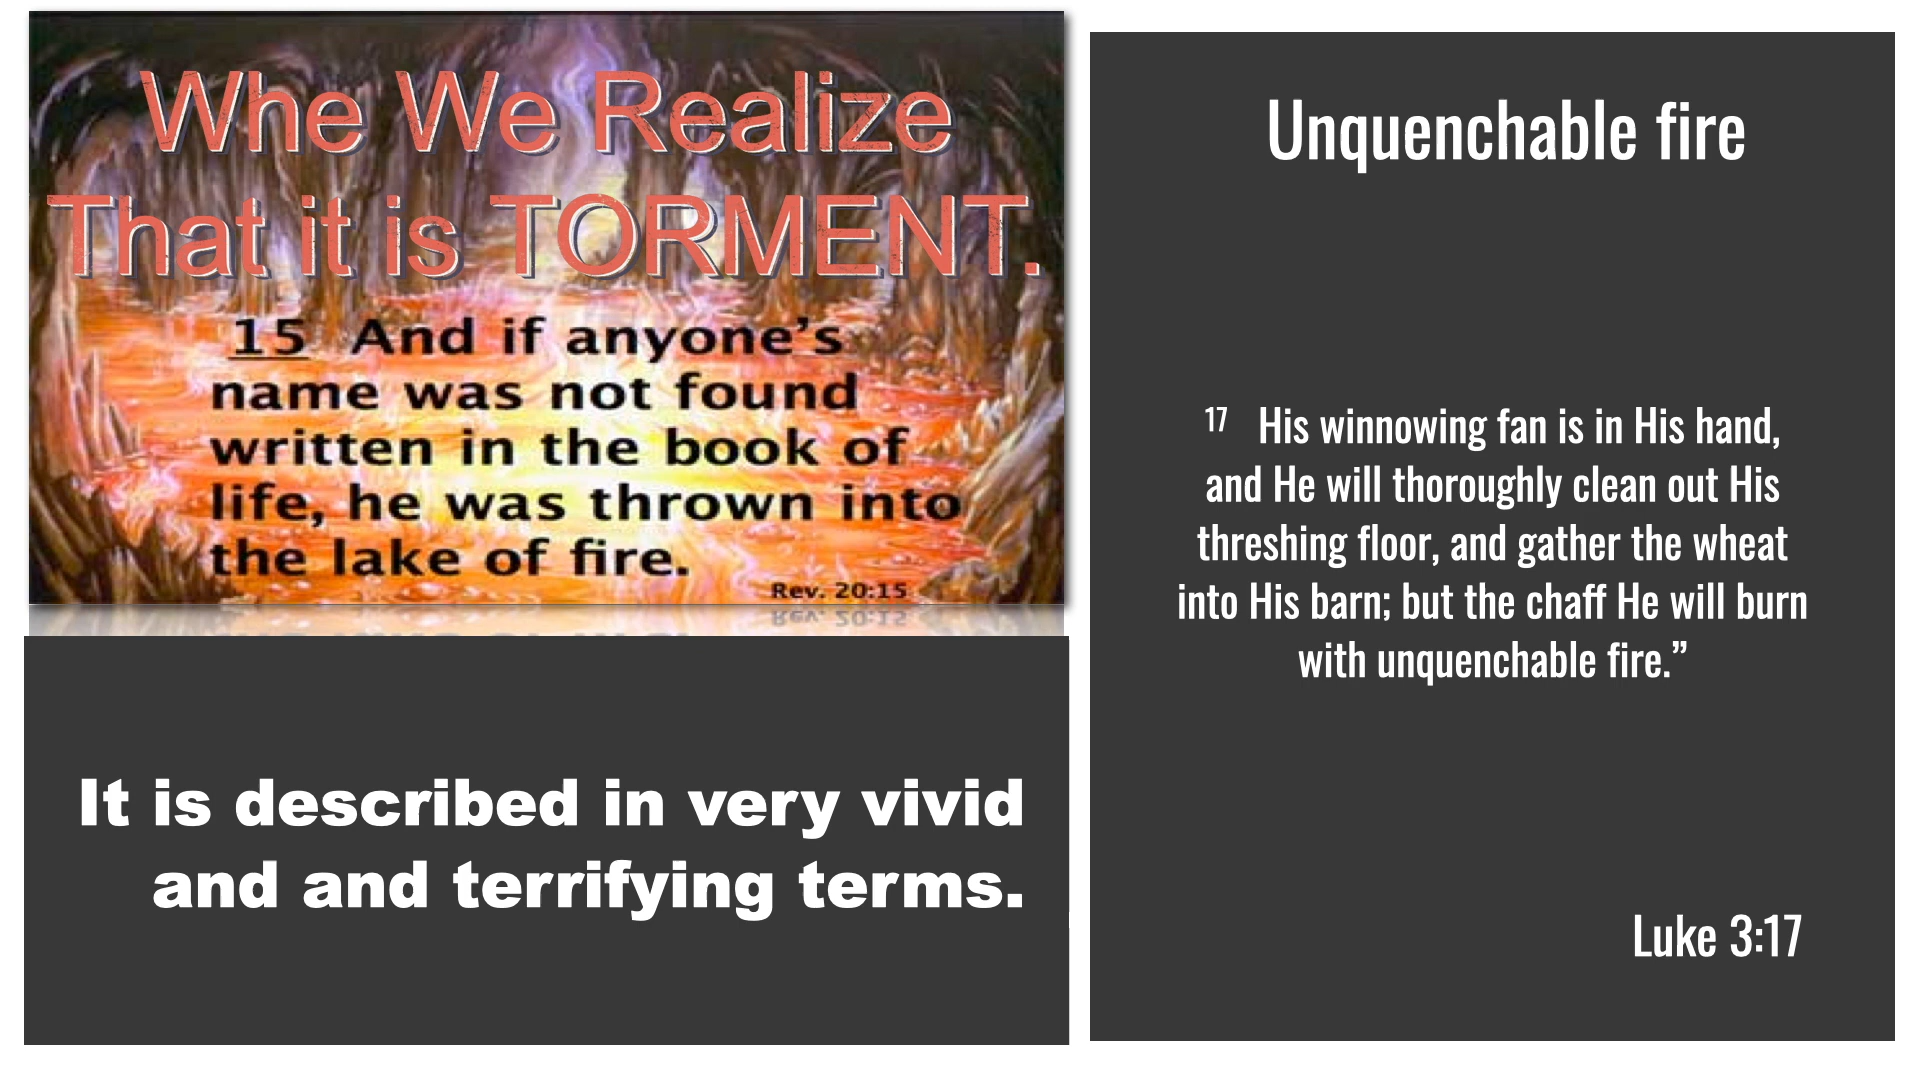 Whe We Realize
That it is TORMENT.
15 And if anyone’s
name was not found
written in the book of
life, he was thrown into
the lake of fire.
Rev. 20:15
It is described in very vivid
and and terrifying terms.
Unquenchable fire
17 His winnowing fan is in His hand,
and He will thoroughly clean out His
threshing floor, and gather the wheat
into His barn; but the chaff He will burn
with unquenchable fire.”
Luke 3:17